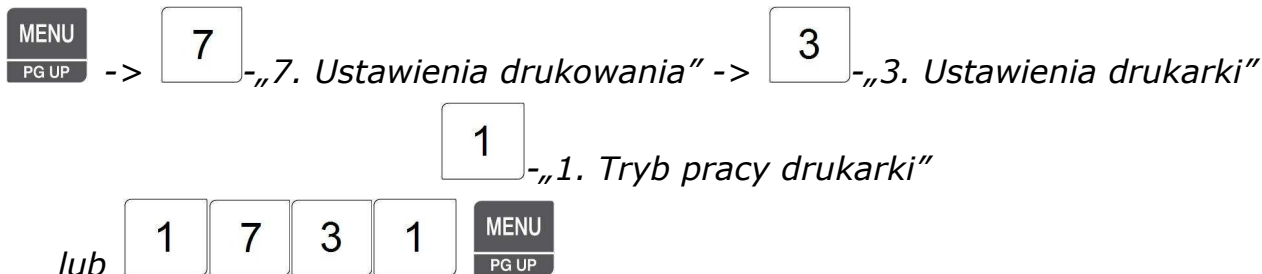 MENU
PG UP -> 7 -„7. Ustawienia drukowania” -> 3 -„3. Ustawienia drukarki”
1 -„1. Tryb pracy drukarki”
lub 1 7 3 1 MENU
PG UP